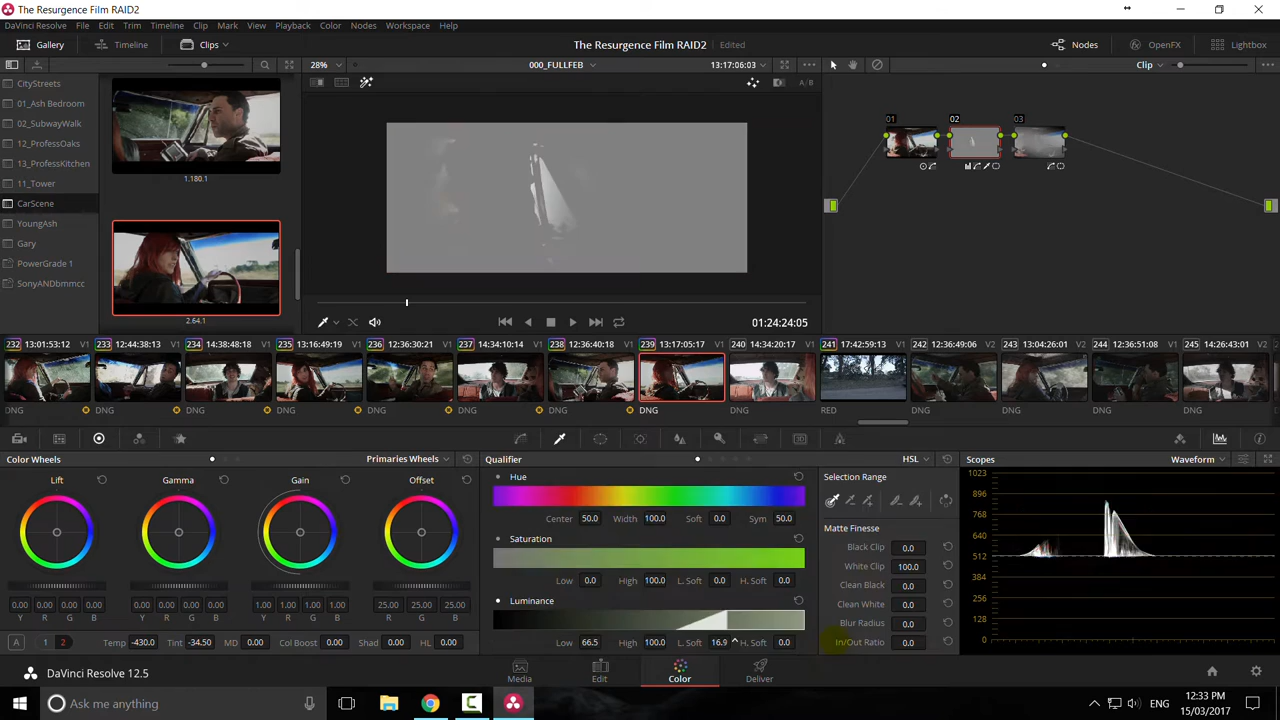 The Resurgence Film RAID2
DaVinci Resolve File Edit Trim Timeline Clip Mark View Playback Color Nodes Workspace Help
Gallery Timeline Clips The Resurgence Film RAID2 Edited Nodes OpenFX Lightbox
28% 000_FULLFEB 13:17:06:03 Clip
CityStreets
01_Ash Bedroom
02_SubwayWalk
12_ProfessOaks
13_ProfessKitchen
11_Tower
CarScene
YoungAsh
Gary
PowerGrade 1
SonyANDbmmcc
1.180.1
2.64.1
A/B
01 02 03
01:24:24:05
232 13:01:53:12 V1 233 12:44:38:13 V1 234 14:38:48:18 V1 235 13:16:49:19 V1 236 12:36:30:21 V1 237 14:34:10:14 V1 238 12:36:40:18 V1 239 13:17:05:17 V1 240 14:34:20:17 V1 241 17:42:59:13 V1 242 12:36:49:06 V1 243 13:04:26:01 V1 244 12:36:51:08 V1 245 14:26:43:01 V1
DNG DNG DNG DNG DNG DNG DNG DNG DNG RED DNG DNG DNG DNG
Color Wheels Primaries Wheels
Lift Gamma Gain Offset
0.00 0.00 0.00 0.00 0.00 0.00 0.00 0.00 1.00 1.00 1.00 1.00 25.00 25.00 25.00
Y R G B Y R G B Y R G B R G B
A 1 2 Temp -430.0 Tint -34.50 MD 0.00 Col Boost 0.00 Shad 0.00 HL 0.00
Qualifier HSL
Hue
Center 50.0 Width 100.0 Soft 0.0 Sym 50.0
Saturation
Low 0.0 High 100.0 L. Soft 0.0 H. Soft 0.0
Luminance
Low 66.5 High 100.0 L. Soft 16.9 H. Soft 0.0
Selection Range
Matte Finesse
Black Clip 0.0
White Clip 100.0
Clean Black 0.0
Clean White 0.0
Blur Radius 0.0
In/Out Ratio 0.0
Scopes Waveform
1023
896
768
640
512
384
256
128
0
DaVinci Resolve 12.5
Media Edit Color Deliver
Ask me anything
ENG
12:33 PM
15/03/2017